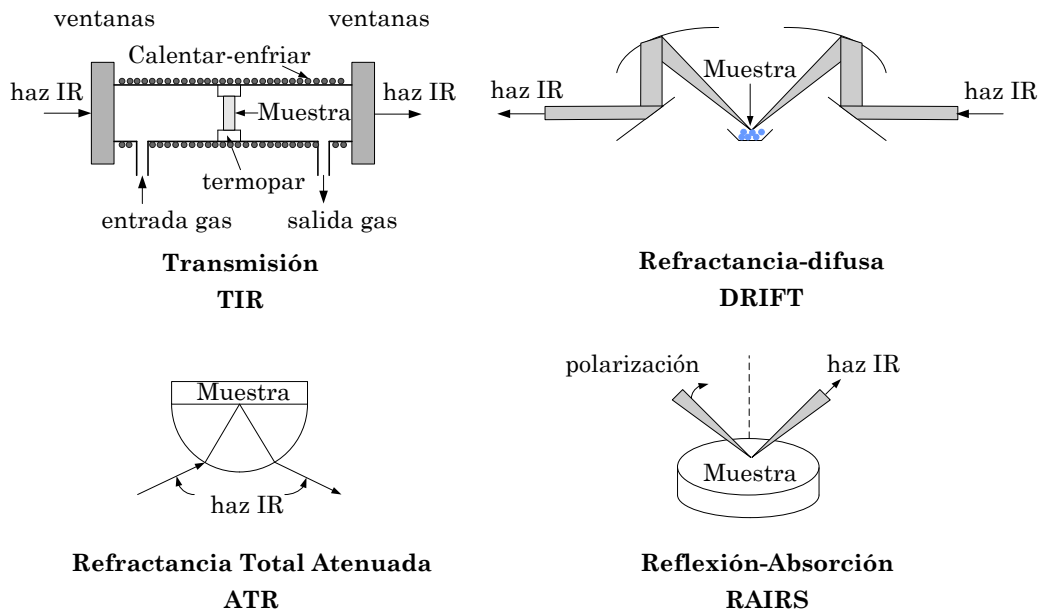 ventanas
ventanas
Calentar-enfriar
haz IR
haz IR
Muestra
termopar
entrada gas
salida gas
Transmisión
TIR
Muestra
haz IR
haz IR
Refractancia-difusa
DRIFT
Muestra
haz IR
Refractancia Total Atenuada
ATR
polarización
haz IR
Muestra
Reflexión-Absorción
RAIRS